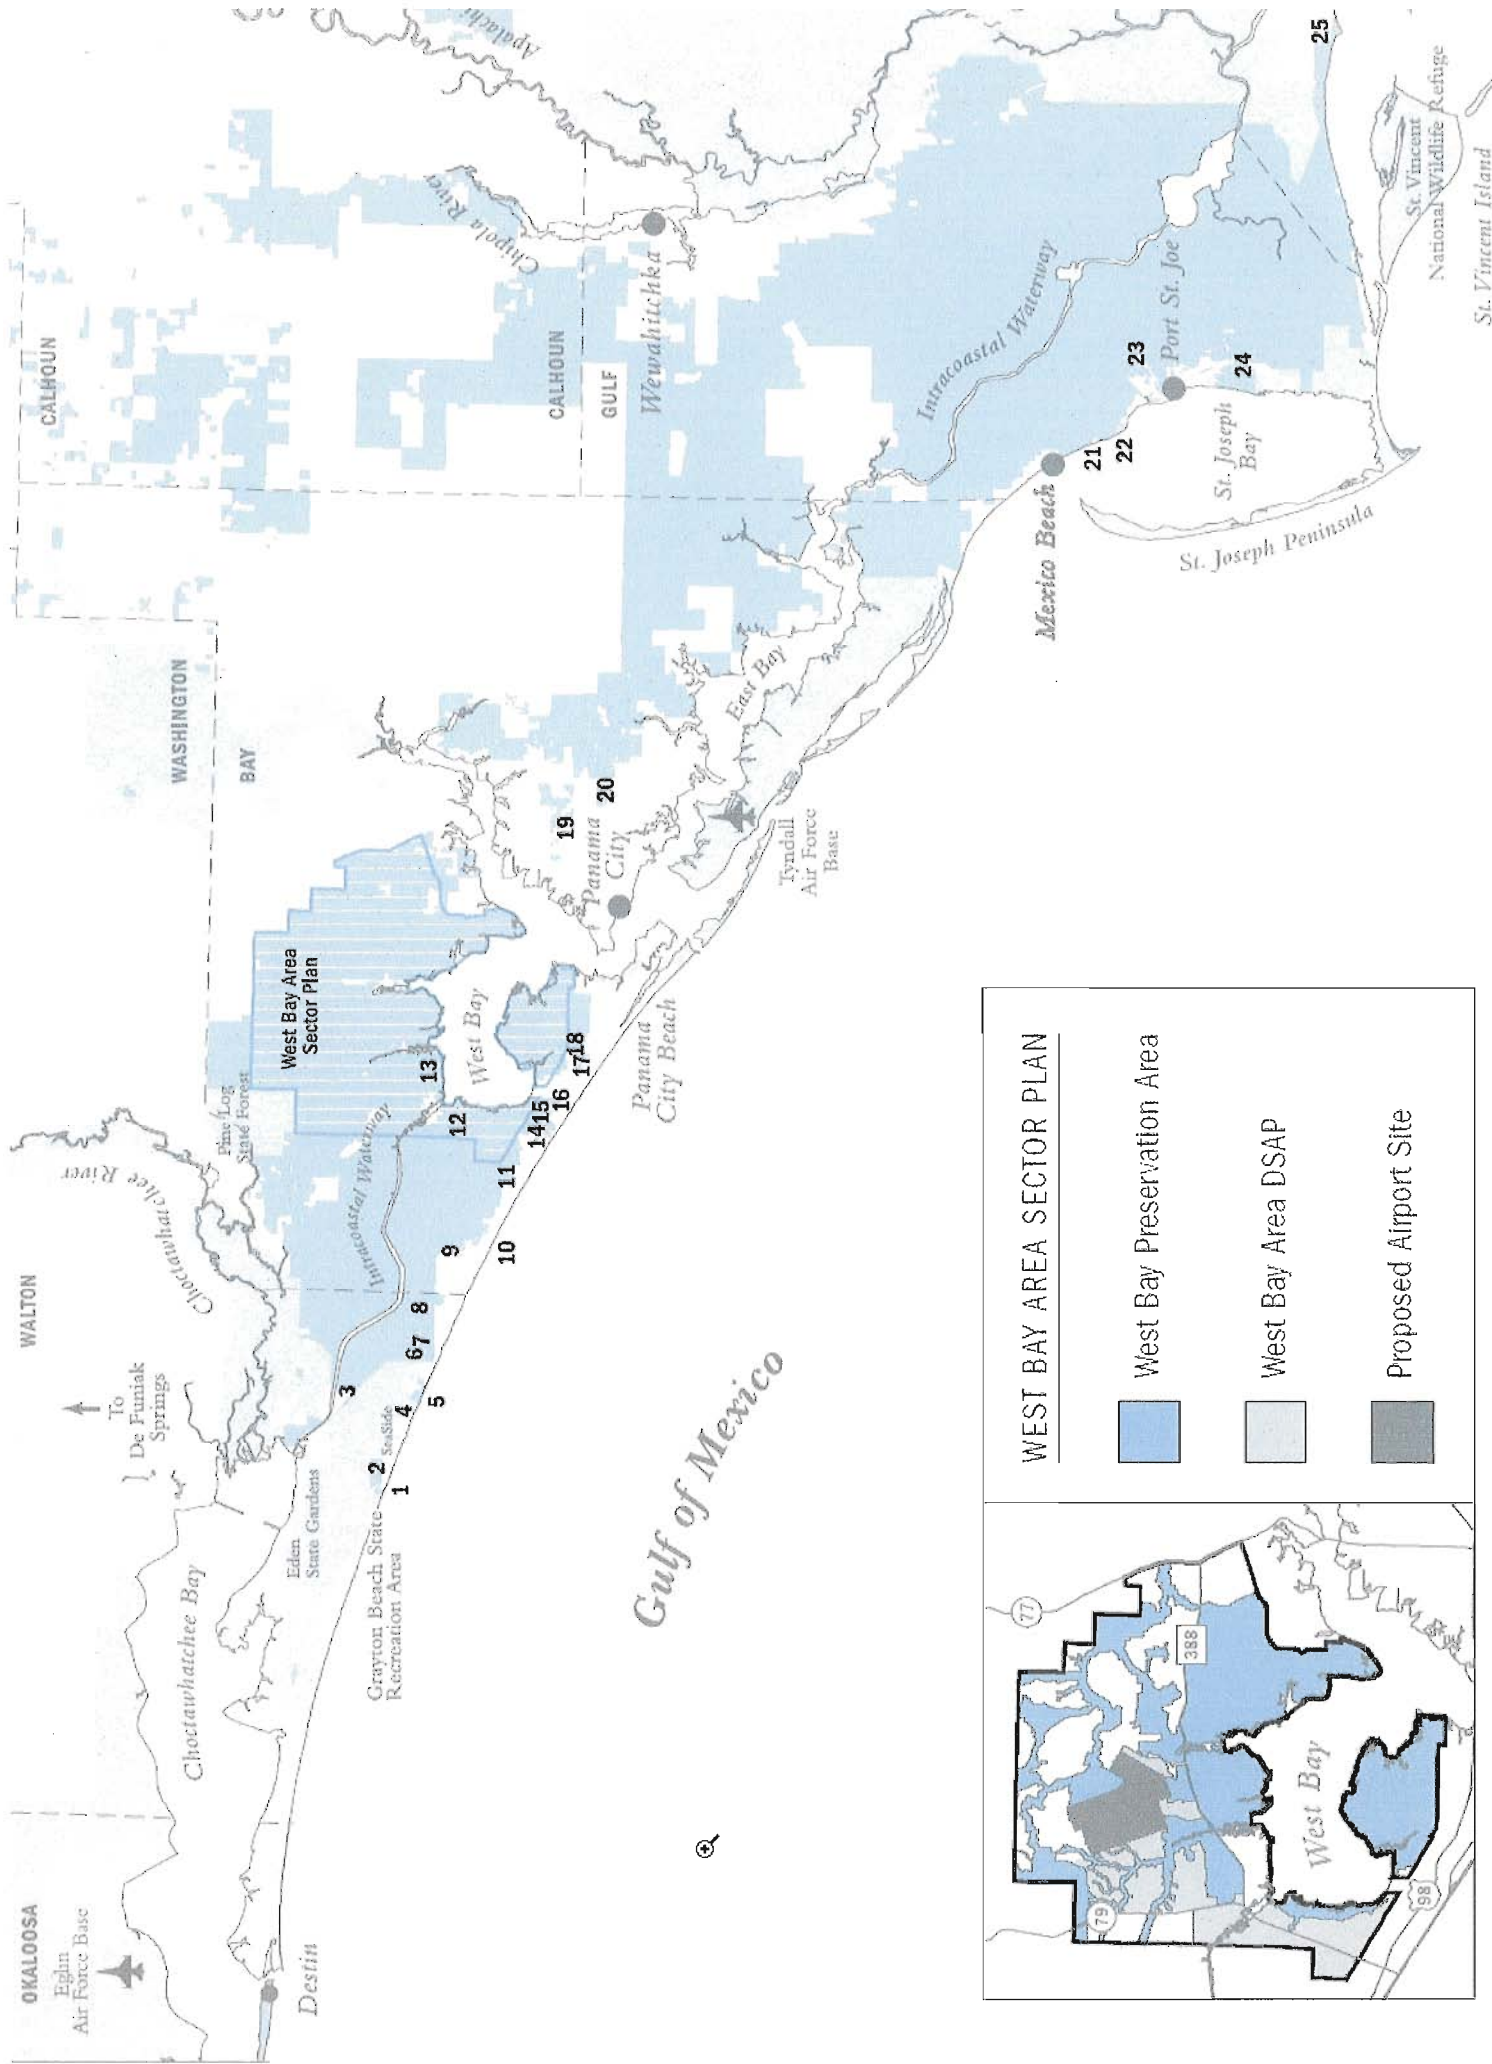 OKALOOSA
Eglin
Air Force Base
Destin
Choctawhatchee Bay
WALTON
To
De Funiak
Springs
Eden
State Gardens
Grayton Beach State
Recreation Area
SeaSide
1
2
3
4
5
6
7
8
9
10
11
12
13
14
15
16
17
18
Choctawhatchee River
Pine Log
State Forest
Intracoastal Waterway
West Bay Area
Sector Plan
West Bay
Panama
City Beach
WASHINGTON
BAY
19
20
Panama
City
Tyndall
Air Force
Base
East Bay
Gulf of Mexico
CALHOUN
CALHOUN
GULF
Chipola River
Wewahitchka
Intracoastal Waterway
Mexico Beach
21
22
23
Port St. Joe
24
St. Joseph
Bay
St. Joseph Peninsula
25
St. Vincent
National Wildlife Refuge
St. Vincent Island
WEST BAY AREA SECTOR PLAN
West Bay Preservation Area
West Bay Area DSAP
Proposed Airport Site
77
388
79
98
West Bay